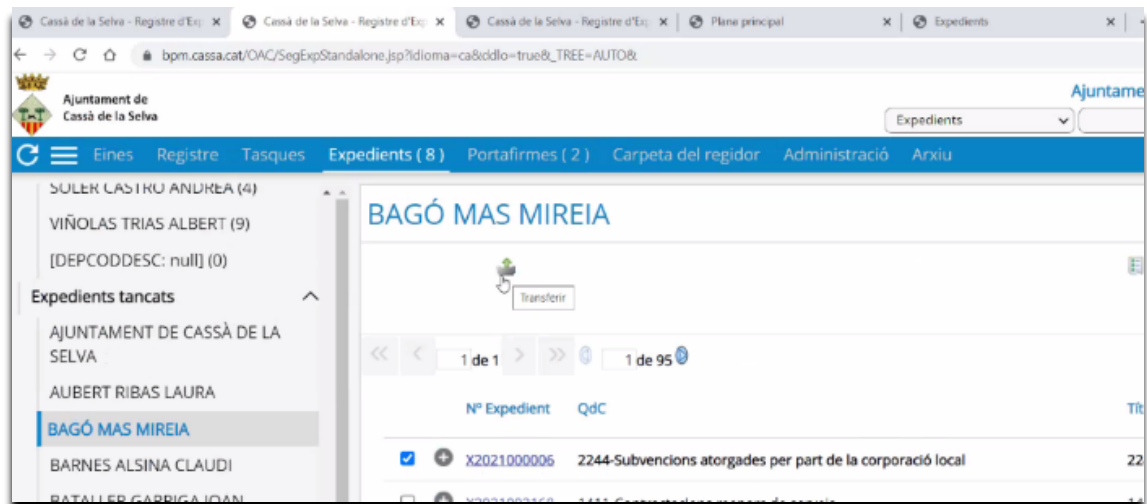 Cassà de la Selva - Registre d'Exp
Cassà de la Selva - Registre d'Exp
Cassà de la Selva - Registre d'Exp
Plana principal
Expedients
bpm.cassa.cat/OAC/SegExpStandalone.jsp?idioma=ca&ddlo=true&_TREE=AUTO&
Ajuntament de
Cassà de la Selva
Ajuntame
Expedients
Eines Registre Tasques Expedients ( 8 ) Portafirmes ( 2 ) Carpeta del regidor Administració Arxiu
SOLER CASTRO ANDREA (4)
VIÑOLAS TRIAS ALBERT (9)
[DEPCODDESC: null] (0)
Expedients tancats
AJUNTAMENT DE CASSÀ DE LA
SELVA
AUBERT RIBAS LAURA
BAGÓ MAS MIREIA
BARNES ALSINA CLAUDI
BATALLER GARRIGA JOAN
BAGÓ MAS MIREIA
Transferir
1 de 1 1 de 95
Nº Expedient QdC Tít
X2021000006 2244-Subvencions atorgades per part de la corporació local 22